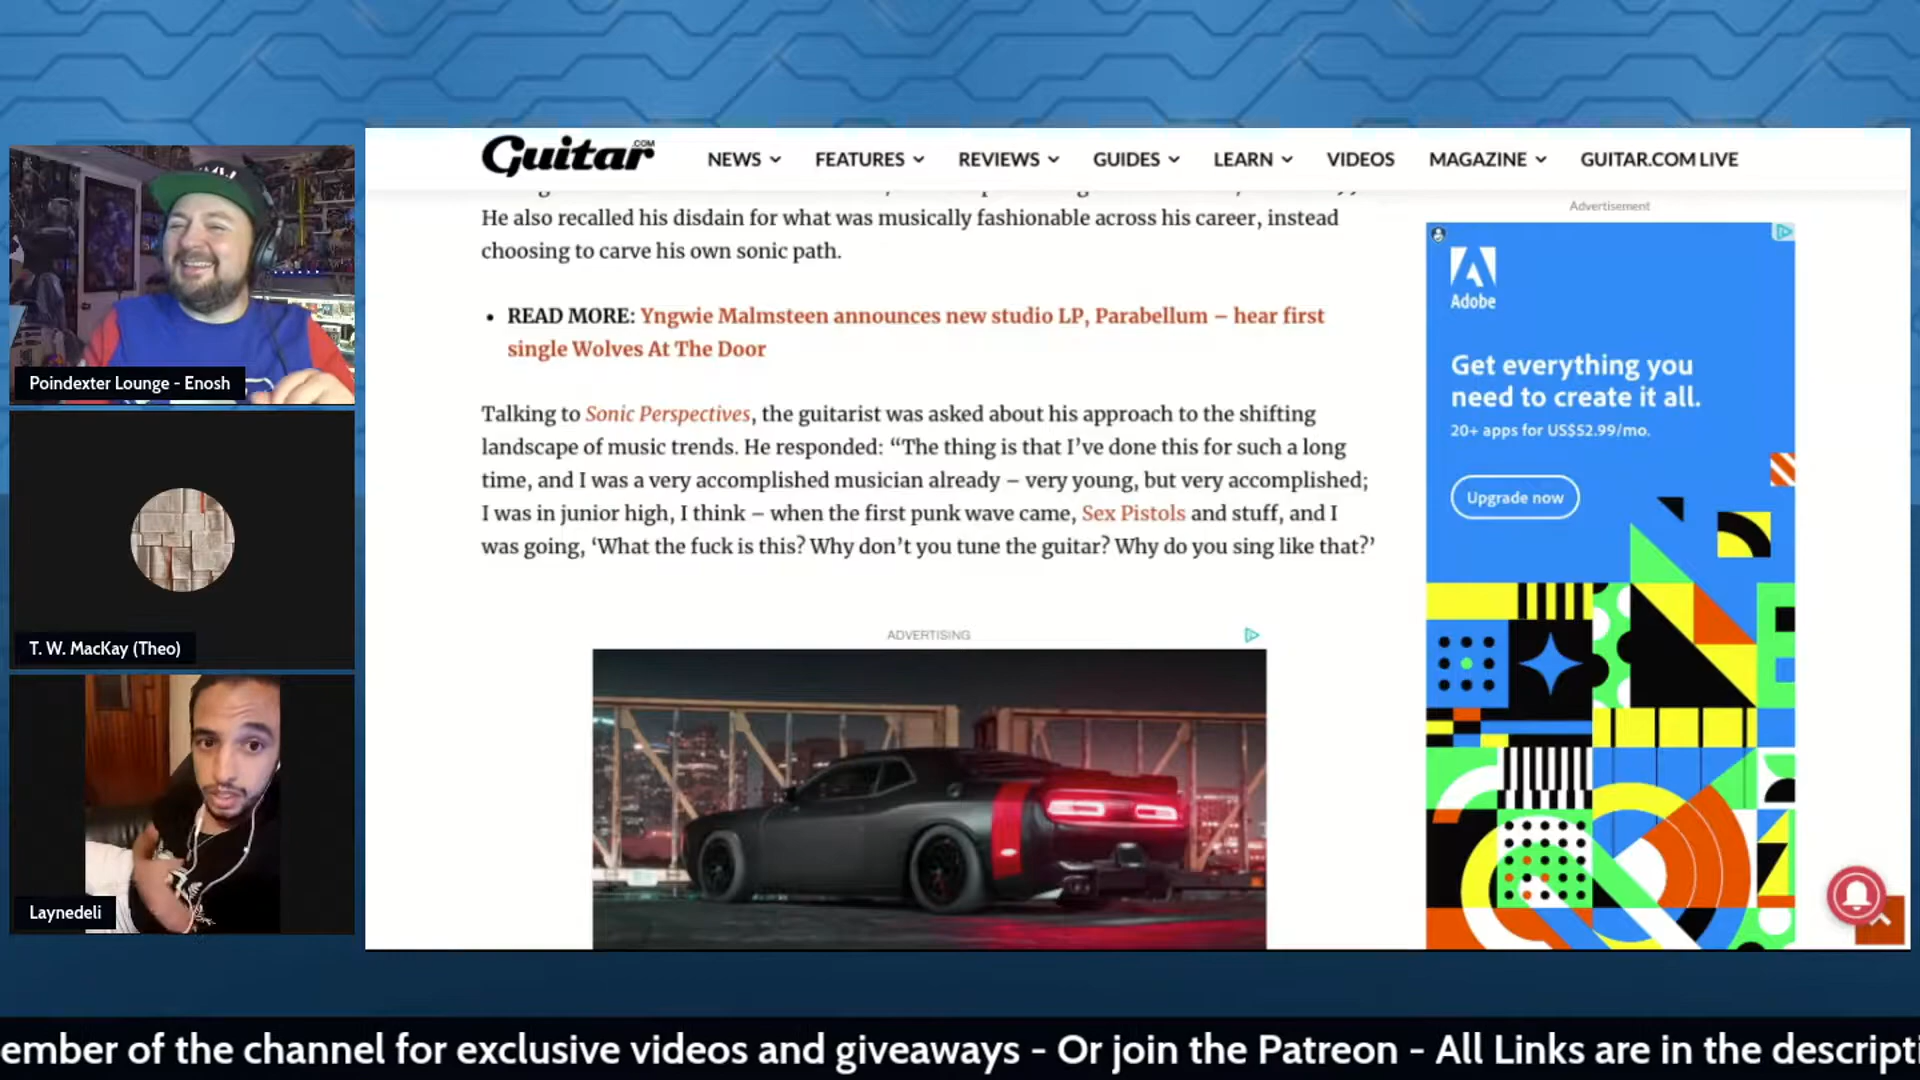 Guitar.COM
NEWS
FEATURES
REVIEWS
GUIDES
LEARN
VIDEOS
MAGAZINE
GUITAR.COM LIVE
He also recalled his disdain for what was musically fashionable across his career, instead
choosing to carve his own sonic path.
• READ MORE: Yngwie Malmsteen announces new studio LP, Parabellum – hear first
single Wolves At The Door
Talking to Sonic Perspectives, the guitarist was asked about his approach to the shifting
landscape of music trends. He responded: “The thing is that I’ve done this for such a long
time, and I was a very accomplished musician already – very young, but very accomplished;
I was in junior high, I think – when the first punk wave came, Sex Pistols and stuff, and I
was going, ‘What the fuck is this? Why don’t you tune the guitar? Why do you sing like that?’
ADVERTISING
Advertisement
Adobe
Get everything you
need to create it all.
20+ apps for US$52.99/mo.
Upgrade now
Poindexter Lounge - Enosh
T. W. MacKay (Theo)
Laynedeli
ember of the channel for exclusive videos and giveaways - Or join the Patreon - All Links are in the descripti